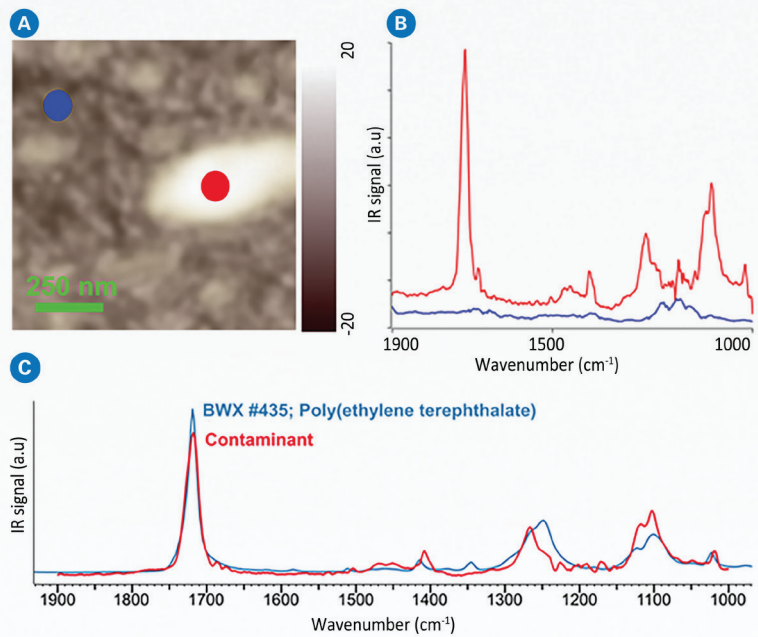 A
20
-20
250 nm
B
IR signal (a.u)
1900 1500 1000
Wavenumber (cm-1)
C
BWX #435; Poly(ethylene terephthalate)
Contaminant
IR signal (a.u)
1900 1800 1700 1600 1500 1400 1300 1200 1100 1000
Wavenumber (cm-1)